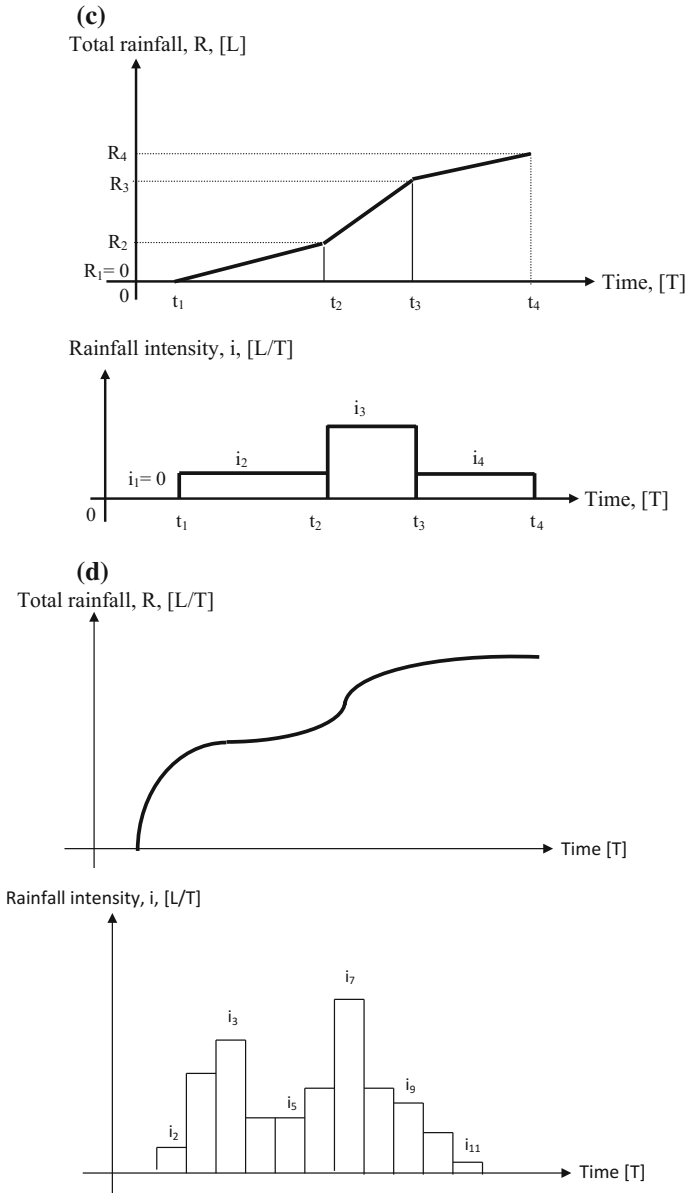 (c)
Total rainfall, R, [L]
R₄
R₃
R₂
R₁= 0
0 t₁ t₂ t₃ t₄ Time, [T]
Rainfall intensity, i, [L/T]
i₃
i₂ i₄
i₁= 0
0 t₁ t₂ t₃ t₄ Time, [T]
(d)
Total rainfall, R, [L/T]
Time [T]
Rainfall intensity, i, [L/T]
i₇
i₃
i₅ i₉
i₂ i₁₁
Time [T]